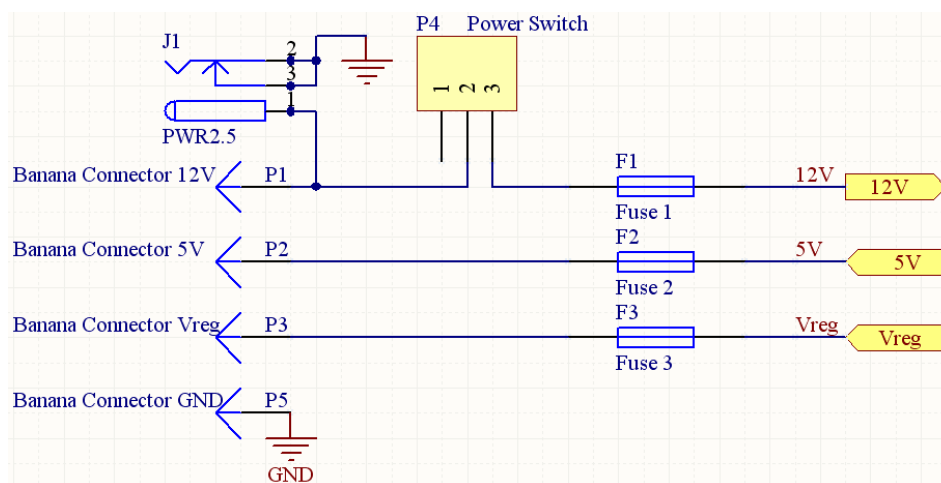 P4 Power Switch
J1
2
3
1
1 2 3
PWR2.5
Banana Connector 12V P1
F1
12V
12V
Fuse 1
Banana Connector 5V P2
F2
5V
5V
Fuse 2
Banana Connector Vreg P3
F3
Vreg
Vreg
Fuse 3
Banana Connector GND P5
GND